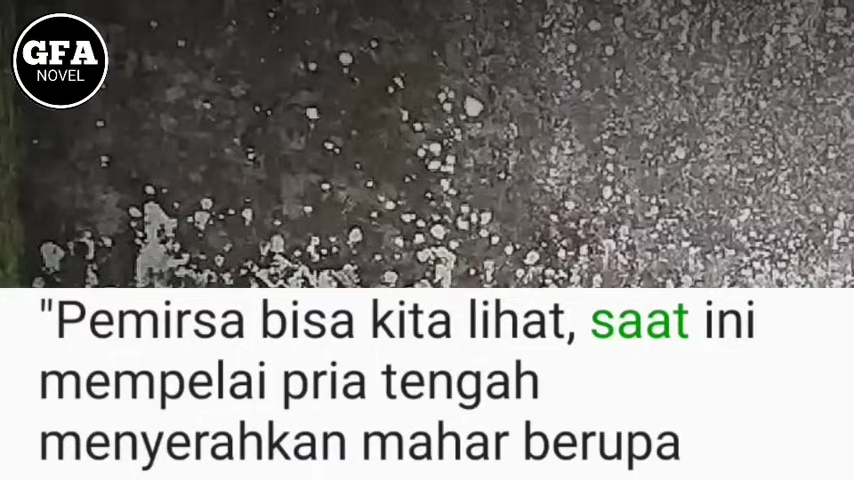 GFA
NOVEL
"Pemirsa bisa kita lihat, saat ini
mempelai pria tengah
menyerahkan mahar berupa